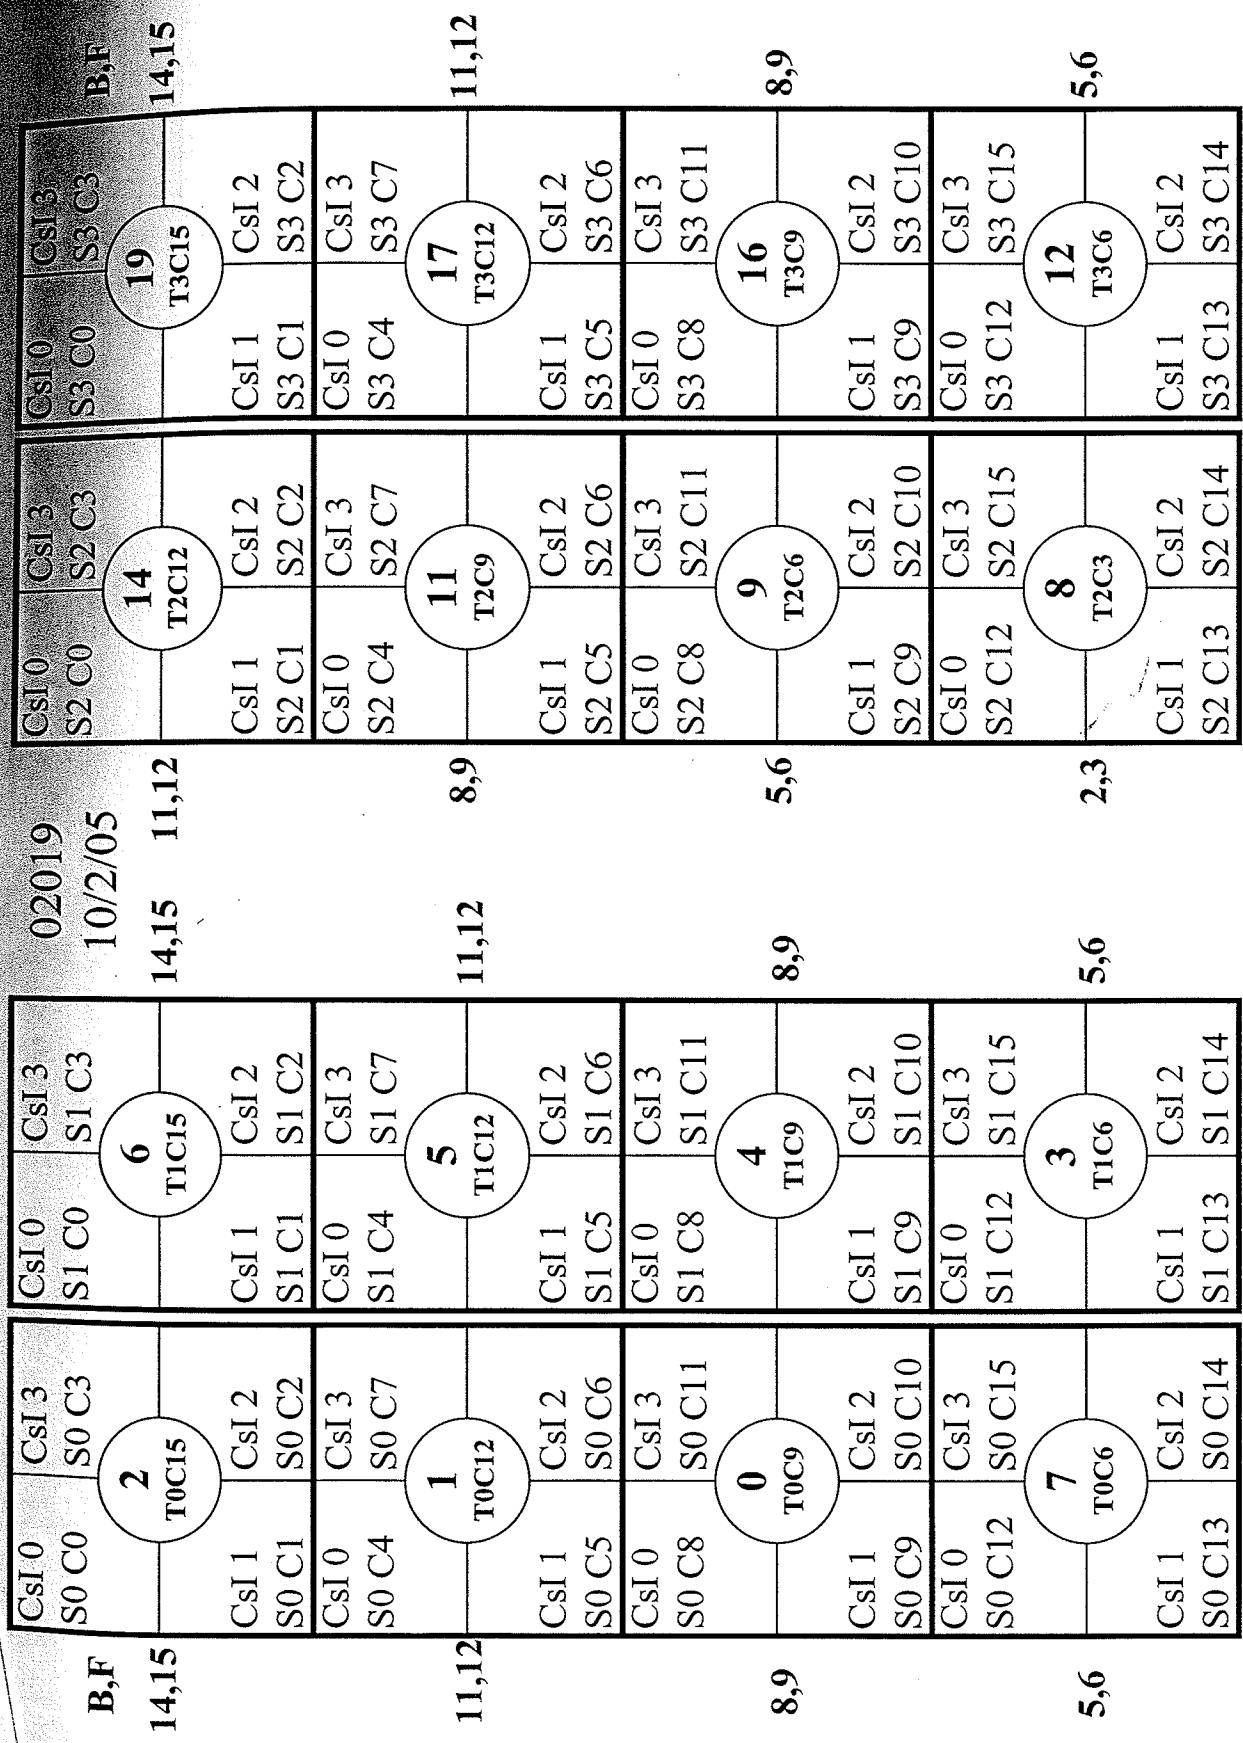 CsI 0 CsI 3 CsI 0 CsI 3 02019 CsI 0 CsI 3 CsI 0 CsI 3
B,F S0 C0 S0 C3 S1 C0 S1 C3 10/2/05 S2 C0 S2 C3 S3 C0 S3 C3 B,F
2 6 14 19
14,15 T0C15 T1C15 14,15 11,12 T2C12 T3C15 14,15
CsI 1 CsI 2 CsI 1 CsI 2 CsI 1 CsI 2 CsI 1 CsI 2
S0 C1 S0 C2 S1 C1 S1 C2 S2 C1 S2 C2 S3 C1 S3 C2
CsI 0 CsI 3 CsI 0 CsI 3 CsI 0 CsI 3 CsI 0 CsI 3
S0 C4 S0 C7 S1 C4 S1 C7 S2 C4 S2 C7 S3 C4 S3 C7
1 5 11 17
11,12 T0C12 T1C12 11,12 8,9 T2C9 T3C12 11,12
CsI 1 CsI 2 CsI 1 CsI 2 CsI 1 CsI 2 CsI 1 CsI 2
S0 C5 S0 C6 S1 C5 S1 C6 S2 C5 S2 C6 S3 C5 S3 C6
CsI 0 CsI 3 CsI 0 CsI 3 CsI 0 CsI 3 CsI 0 CsI 3
S0 C8 S0 C11 S1 C8 S1 C11 S2 C8 S2 C11 S3 C8 S3 C11
0 4 9 16
8,9 T0C9 T1C9 8,9 5,6 T2C6 T3C9 8,9
CsI 1 CsI 2 CsI 1 CsI 2 CsI 1 CsI 2 CsI 1 CsI 2
S0 C9 S0 C10 S1 C9 S1 C10 S2 C9 S2 C10 S3 C9 S3 C10
CsI 0 CsI 3 CsI 0 CsI 3 CsI 0 CsI 3 CsI 0 CsI 3
S0 C12 S0 C15 S1 C12 S1 C15 S2 C12 S2 C15 S3 C12 S3 C15
7 3 8 12
5,6 T0C6 T1C6 5,6 2,3 T2C3 T3C6 5,6
CsI 1 CsI 2 CsI 1 CsI 2 CsI 1 CsI 2 CsI 1 CsI 2
S0 C13 S0 C14 S1 C13 S1 C14 S2 C13 S2 C14 S3 C13 S3 C14